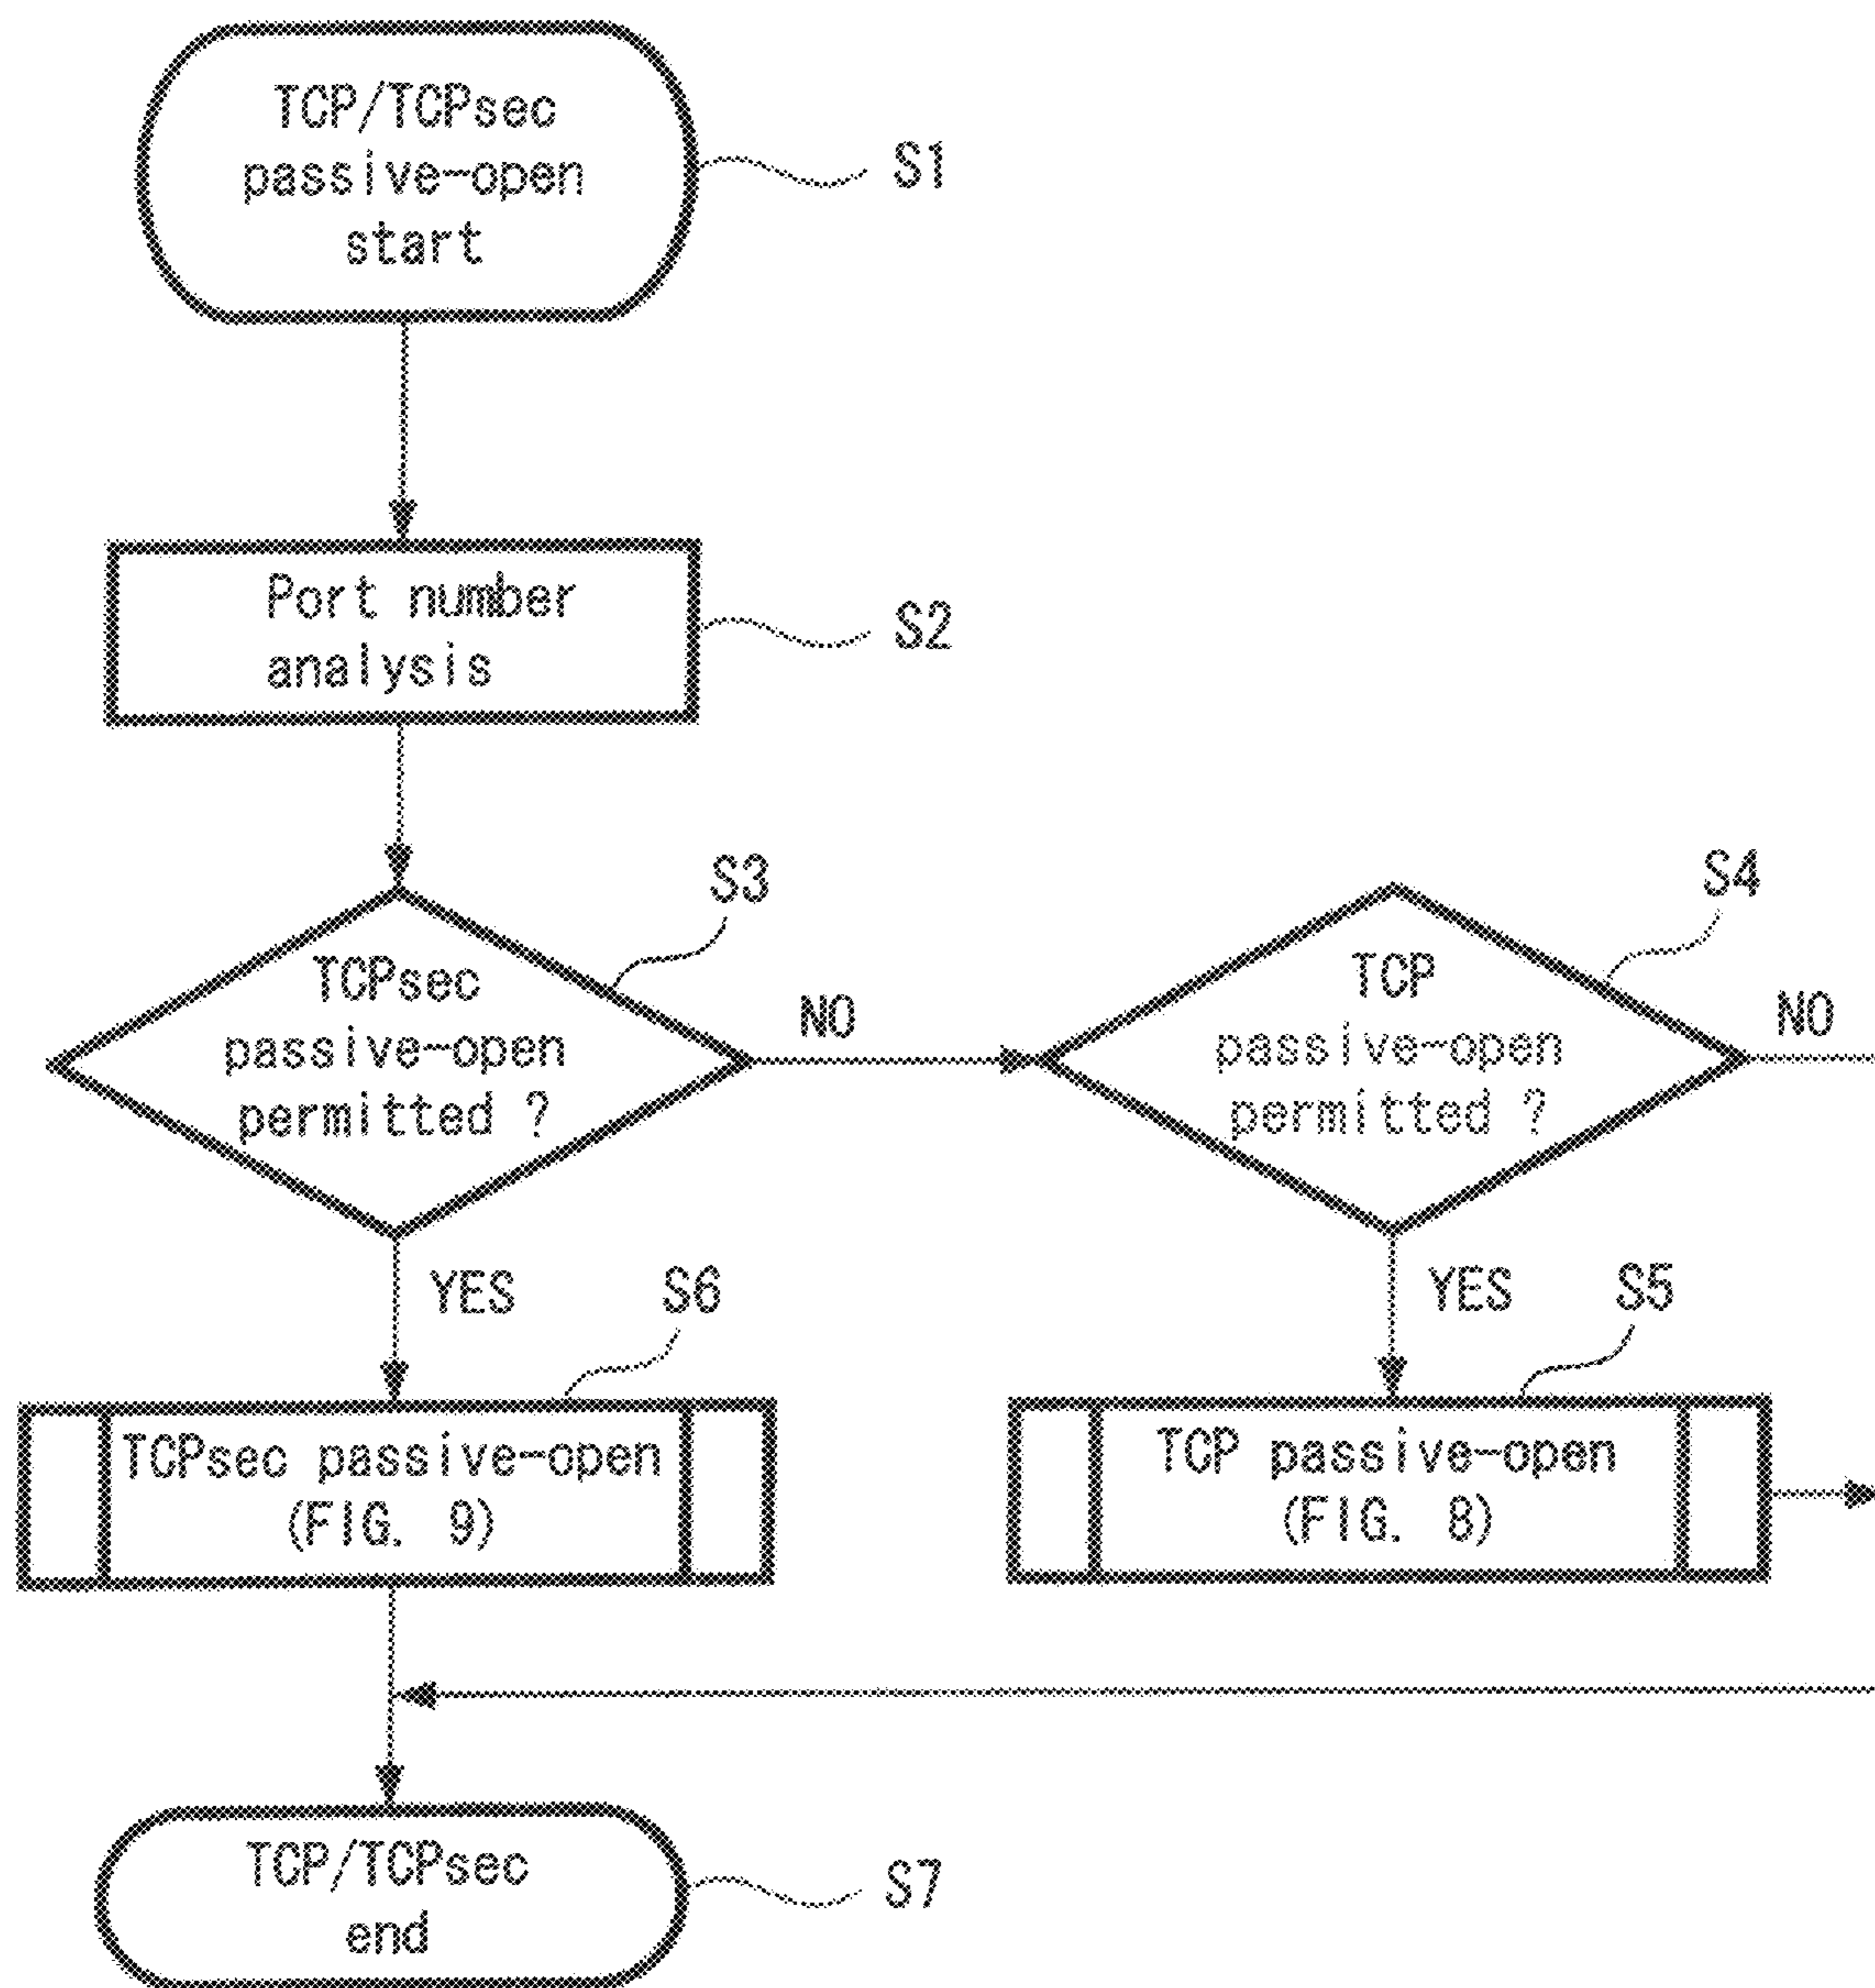 TCP/TCPsec
passive-open
start
S1
Port number
analysis
S2
S3
TCPsec
passive-open
permitted ?
NO
S4
TCP
passive-open
permitted ?
NO
YES
S6
YES
S5
TCPsec passive-open
(FIG. 9)
TCP passive-open
(FIG. 8)
TCP/TCPsec
end
S7